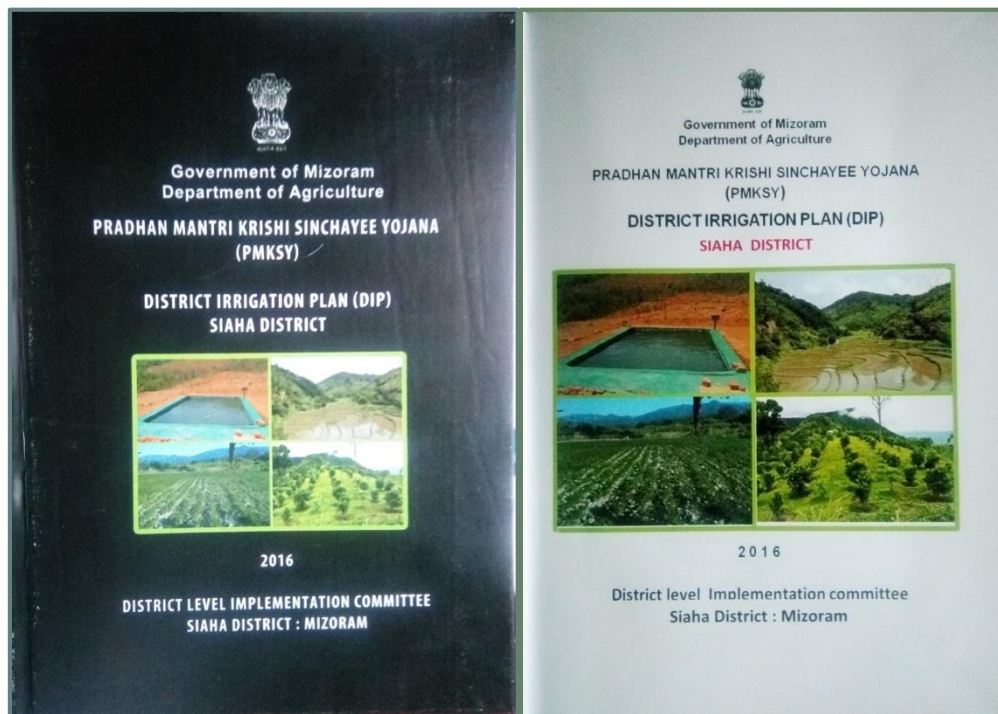 Government of Mizoram
Department of Agriculture
PRADHAN MANTRI KRISHI SINCHAYEE YOJANA
(PMKSY)
DISTRICT IRRIGATION PLAN (DIP)
SIAHA DISTRICT
2016
DISTRICT LEVEL IMPLEMENTATION COMMITTEE
SIAHA DISTRICT : MIZORAM
Government of Mizoram
Department of Agriculture
PRADHAN MANTRI KRISHI SINCHAYEE YOJANA
(PMKSY)
DISTRICT IRRIGATION PLAN (DIP)
SIAHA DISTRICT
2016
District level Implementation committee
Siaha District : Mizoram